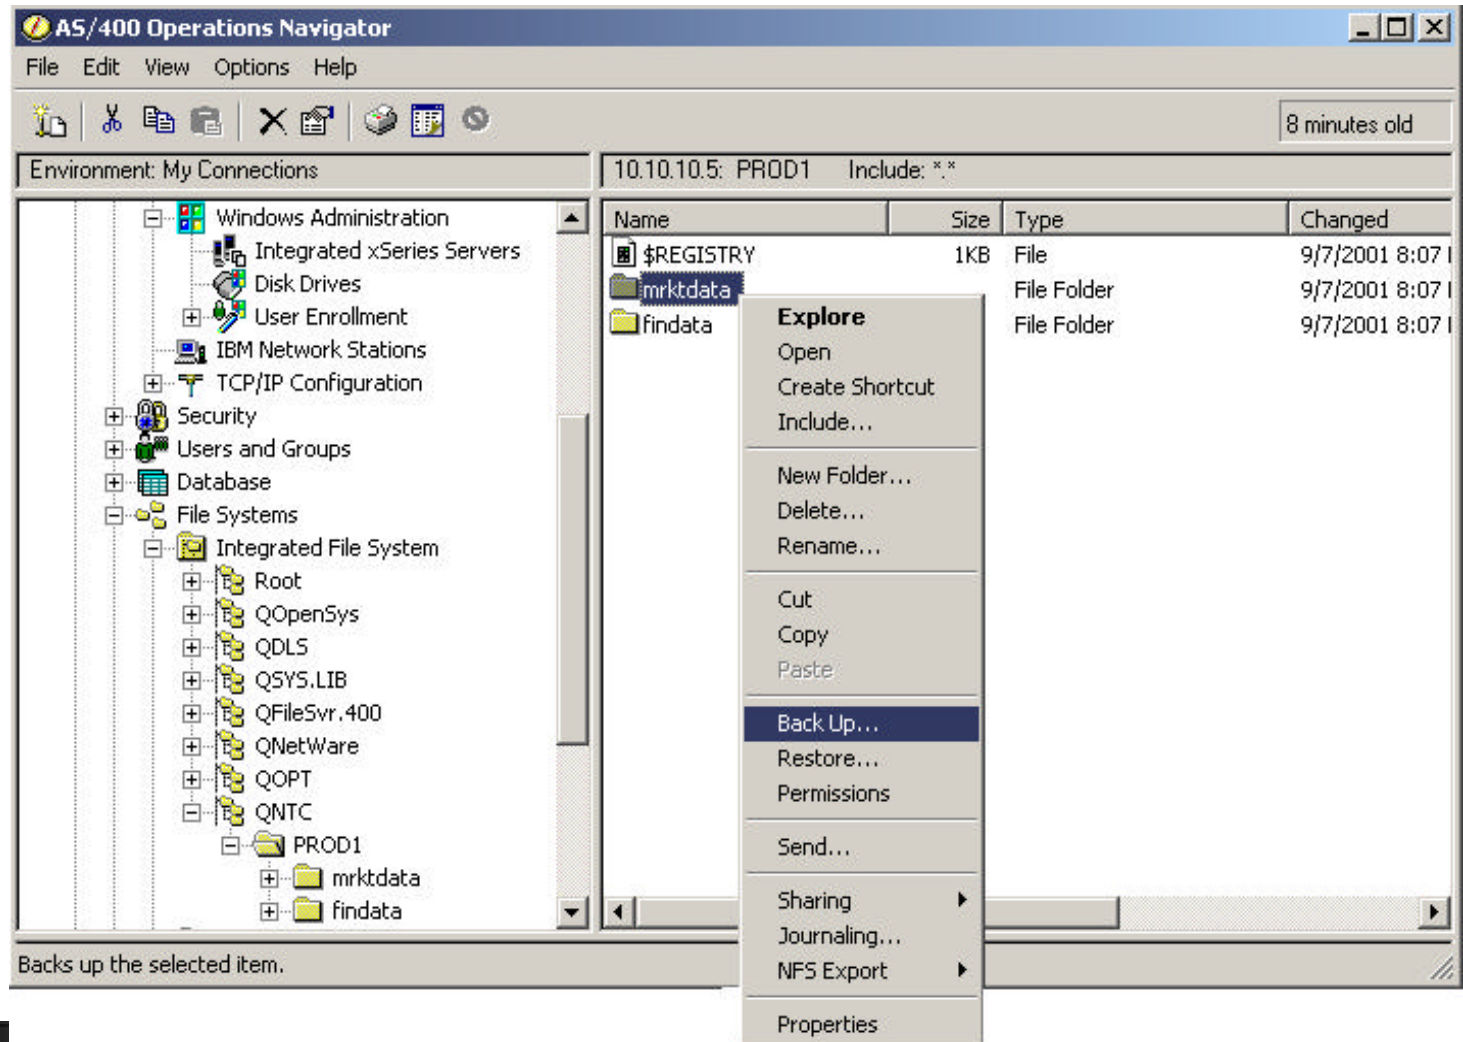 AS/400 Operations Navigator
File Edit View Options Help
8 minutes old
Environment: My Connections
10.10.10.5: PROD1 Include: *.*
Windows Administration
Integrated xSeries Servers
Disk Drives
User Enrollment
IBM Network Stations
TCP/IP Configuration
Security
Users and Groups
Database
File Systems
Integrated File System
Root
QOpenSys
QDLS
QSYS.LIB
QFileSvr.400
QNetWare
QOPT
QNTC
PROD1
mrktdata
findata
Name Size Type Changed
$REGISTRY 1KB File 9/7/2001 8:07
mrktdata File Folder 9/7/2001 8:07
findata File Folder 9/7/2001 8:07
Explore
Open
Create Shortcut
Include...
New Folder...
Delete...
Rename...
Cut
Copy
Paste
Back Up...
Restore...
Permissions
Send...
Sharing
Journaling...
NFS Export
Properties
Backs up the selected item.